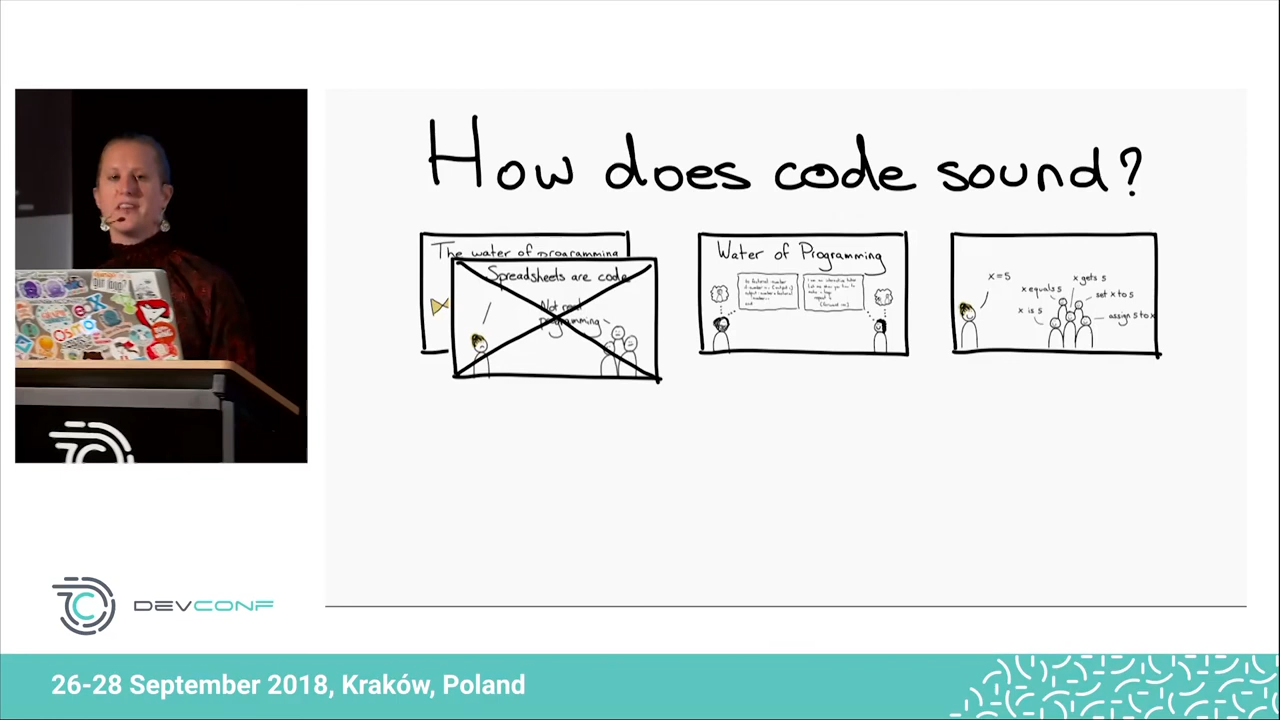 How does code sound?
The water of programming
Spreadsheets are code
Not real
programming
Water of Programming
x=5
x gets 5
x equals 5
set x to 5
x is 5
assign 5 to x
DEVCONF
26-28 September 2018, Kraków, Poland